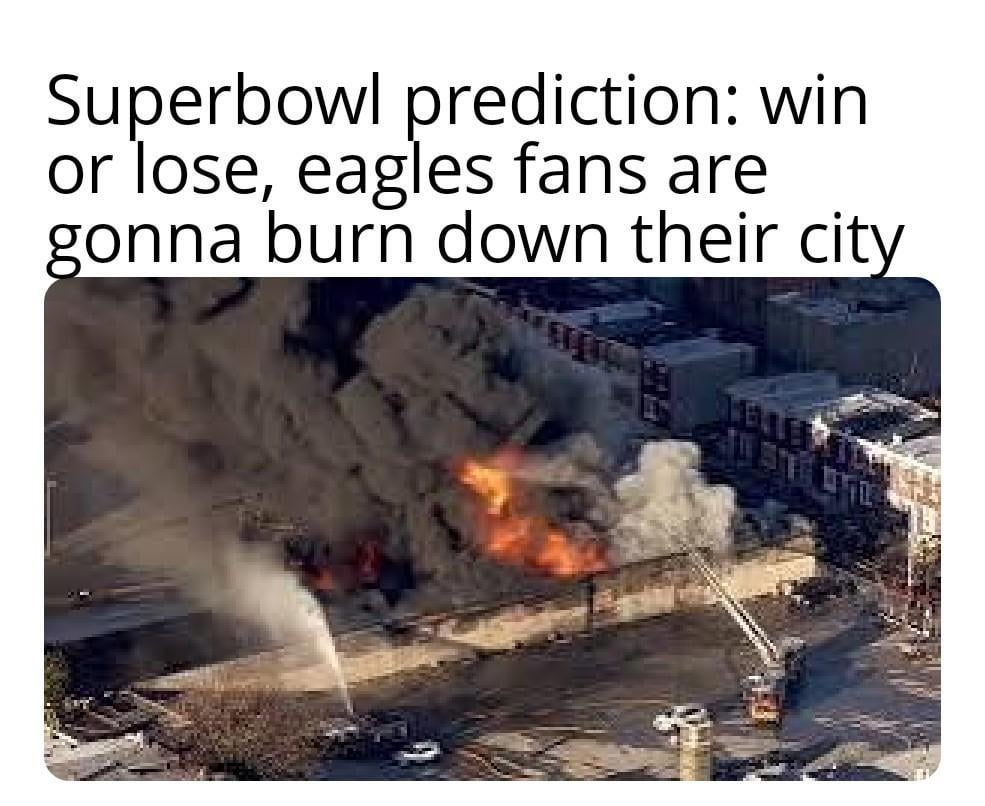 Superbowl prediction: win
or lose, eagles fans are
gonna burn down their city